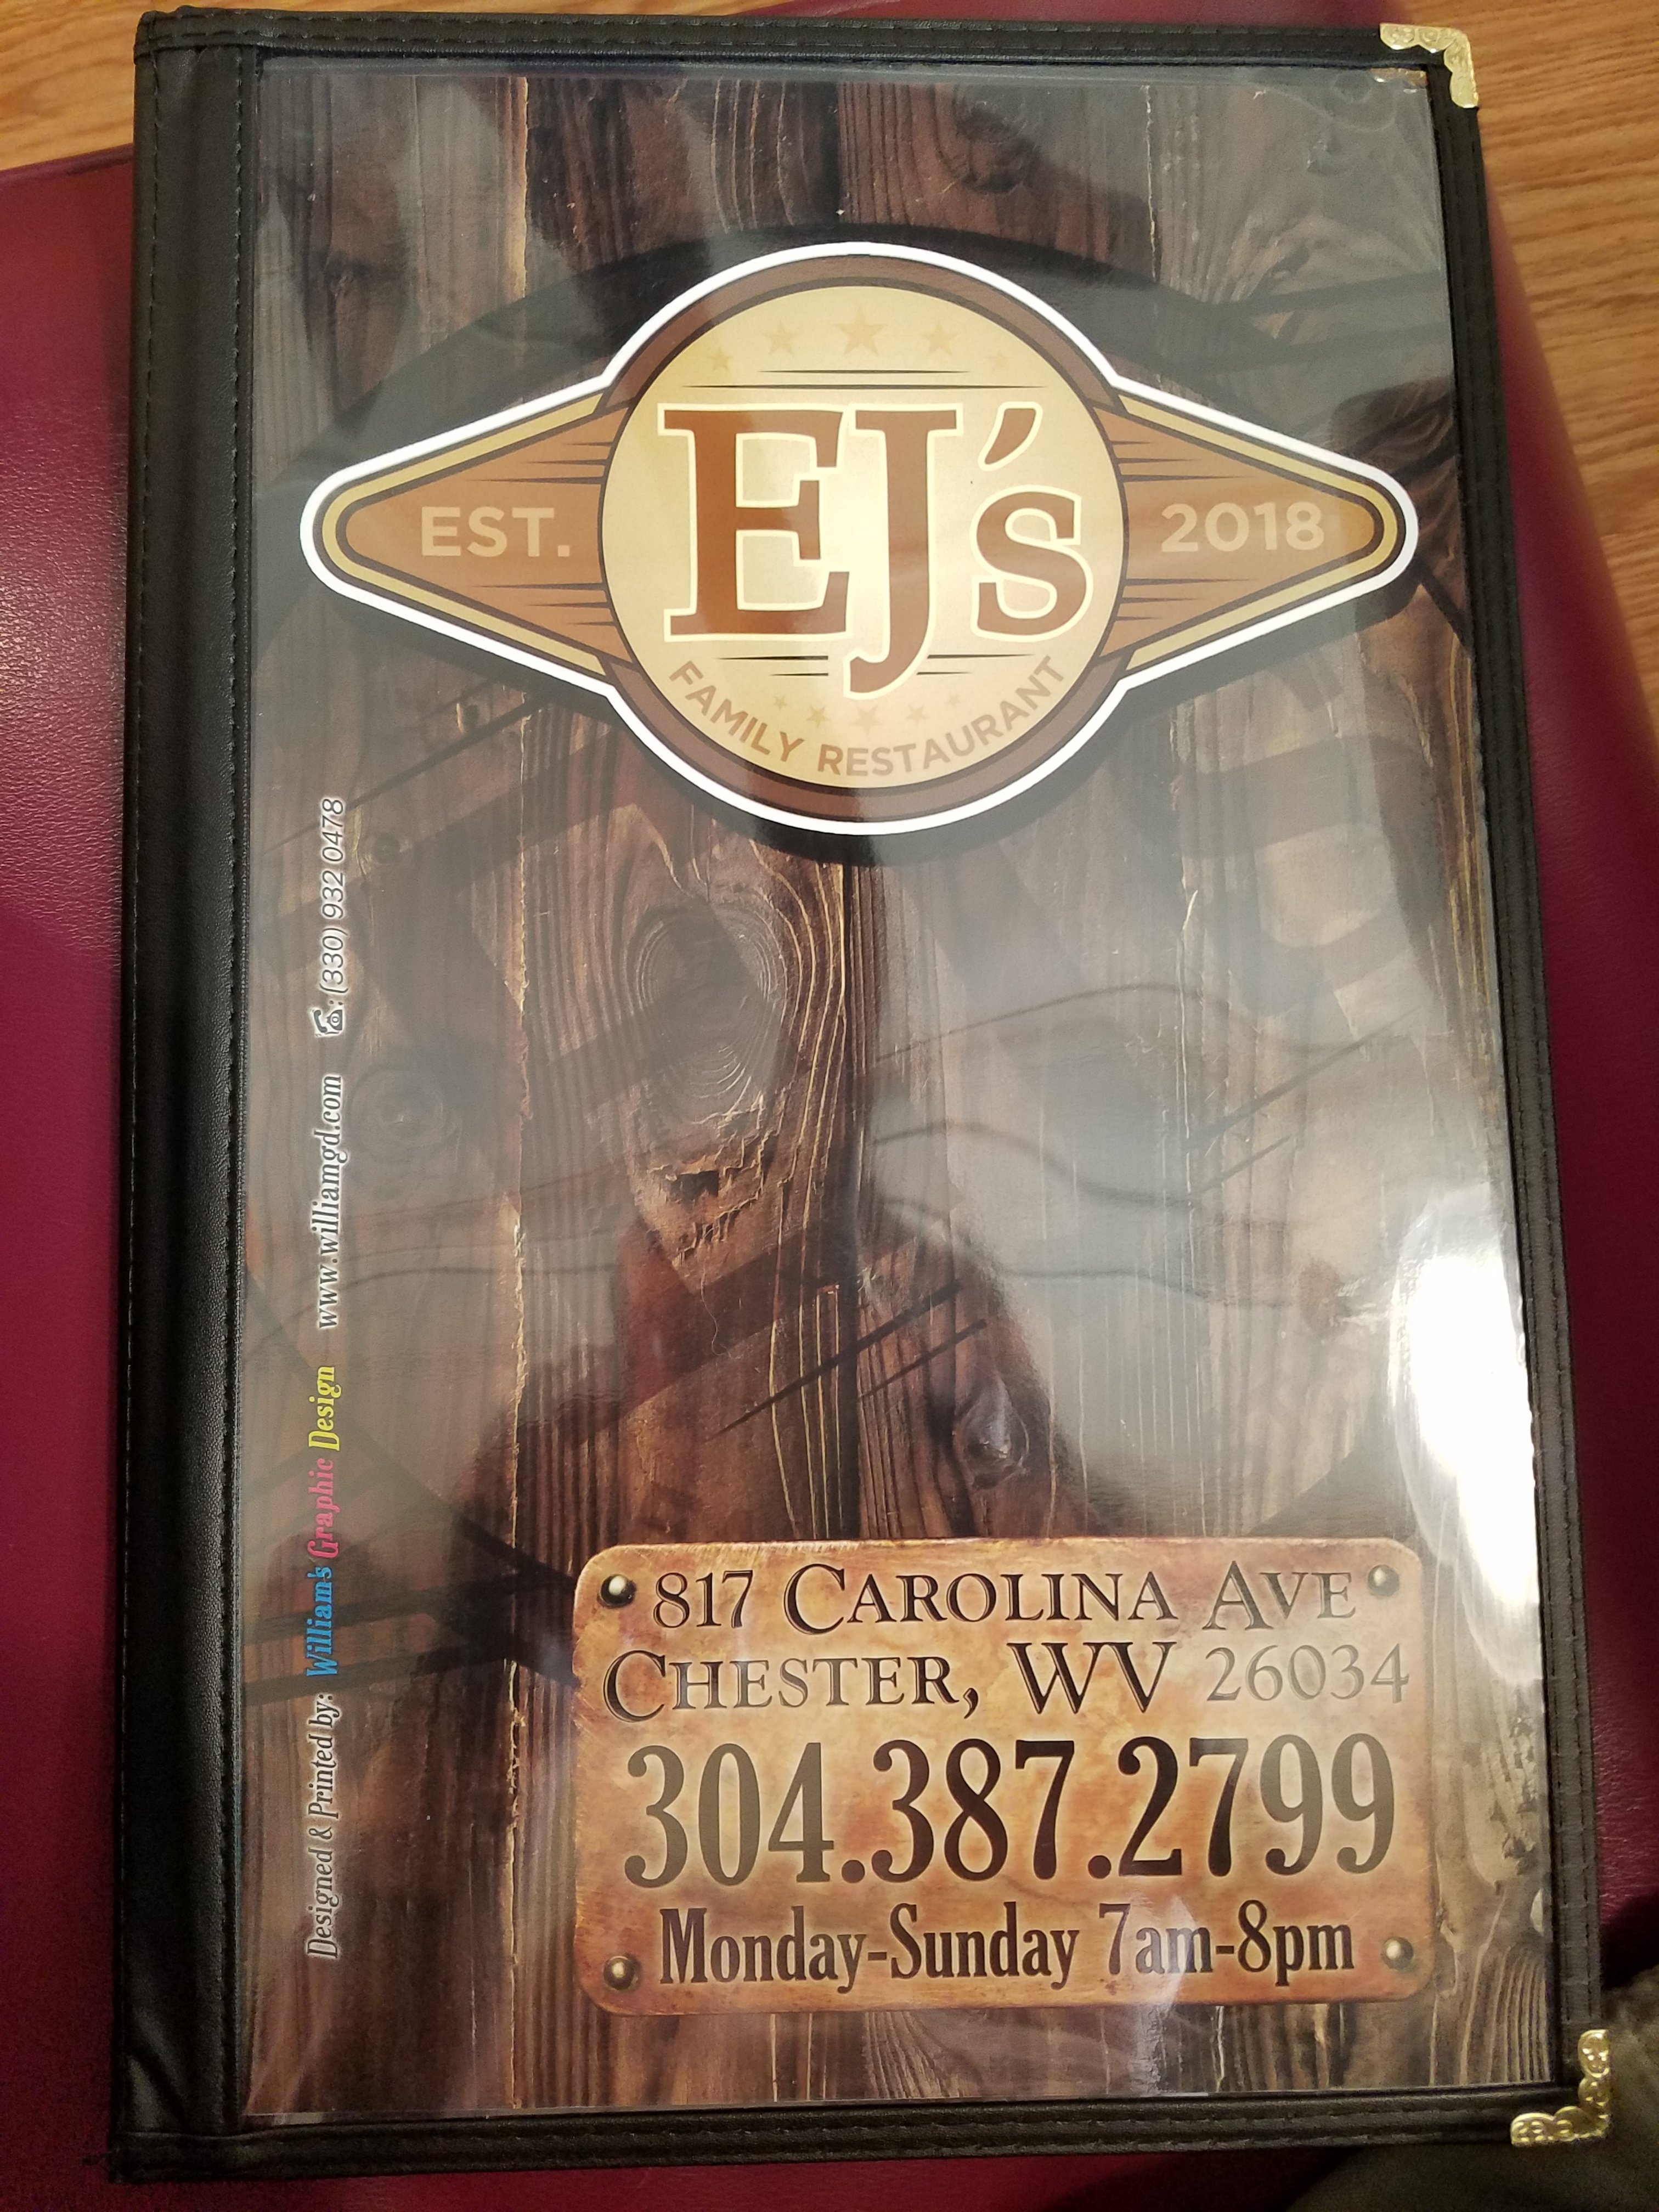 EST. EJ's 2018
FAMILY RESTAURANT
Designed & Printed by: William's Graphic Design www.williamgd.com ☎: (330) 932 0478
817 CAROLINA AVE
CHESTER, WV 26034
304.387.2799
Monday-Sunday 7am-8pm